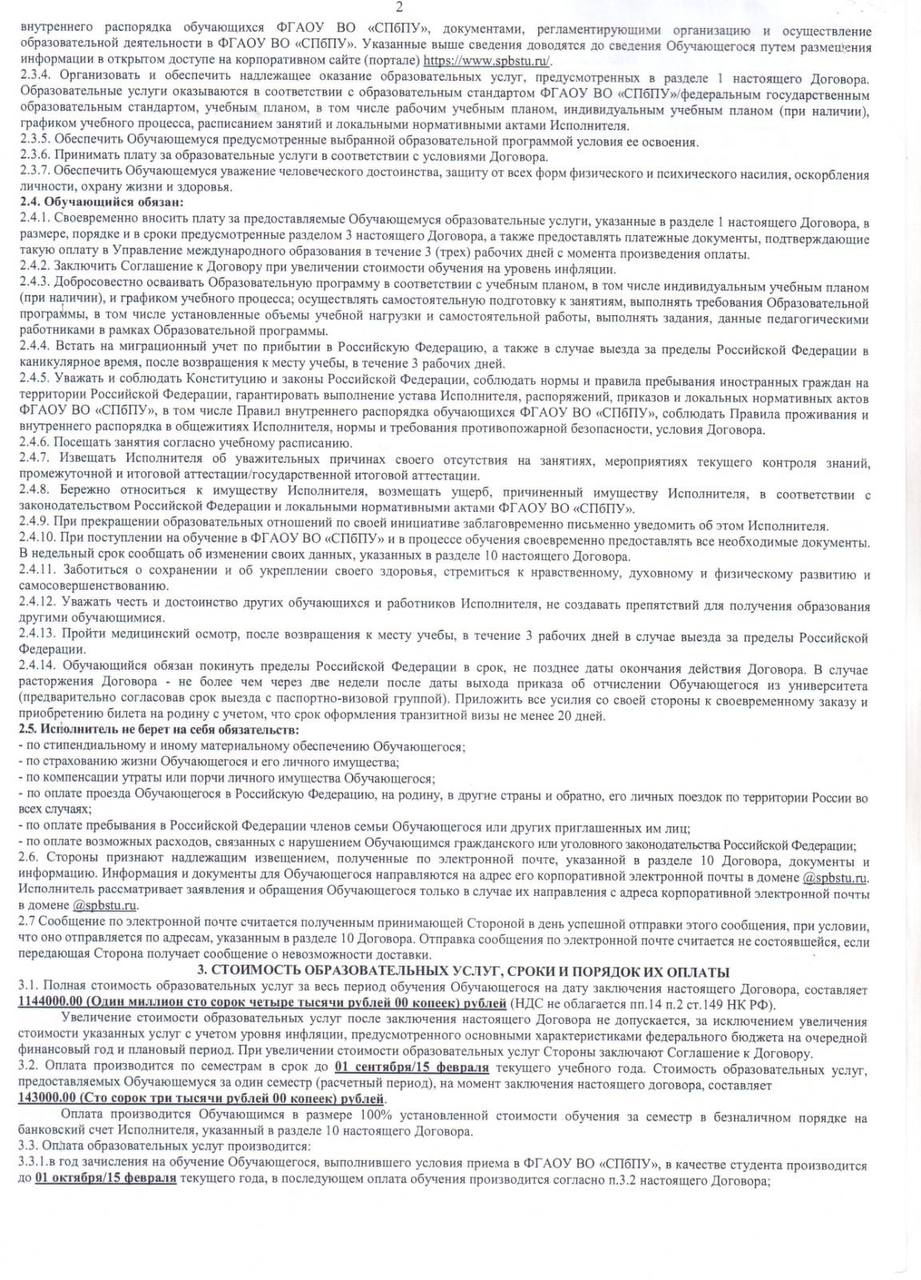 2
внутреннего распорядка обучающихся ФГАОУ ВО «СПбПУ», документами, регламентирующими организацию и осуществление
образовательной деятельности в ФГАОУ ВО «СПбПУ». Указанные выше сведения доводятся до сведения Обучающегося путем размещения
информации в открытом доступе на корпоративном сайте (портале) https://www.spbstu.ru/.
2.3.4. Организовать и обеспечить надлежащее оказание образовательных услуг, предусмотренных в разделе 1 настоящего Договора.
Образовательные услуги оказываются в соответствии с образовательным стандартом ФГАОУ ВО «СПбПУ»/федеральным государственным
образовательным стандартом, учебным планом, в том числе рабочим учебным планом, индивидуальным учебным планом (при наличии),
графиком учебного процесса, расписанием занятий и локальными нормативными актами Исполнителя.
2.3.5. Обеспечить Обучающемуся предусмотренные выбранной образовательной программой условия ее освоения.
2.3.6. Принимать плату за образовательные услуги в соответствии с условиями Договора.
2.3.7. Обеспечить Обучающемуся уважение человеческого достоинства, защиту от всех форм физического и психического насилия, оскорбления
личности, охрану жизни и здоровья.
2.4. Обучающийся обязан:
2.4.1. Своевременно вносить плату за предоставляемые Обучающемуся образовательные услуги, указанные в разделе 1 настоящего Договора, в
размере, порядке и в сроки предусмотренные разделом 3 настоящего Договора, а также предоставлять платежные документы, подтверждающие
такую оплату в Управление международного образования в течение 3 (трех) рабочих дней с момента произведения оплаты.
2.4.2. Заключить Соглашение к Договору при увеличении стоимости обучения на уровень инфляции.
2.4.3. Добросовестно осваивать Образовательную программу в соответствии с учебным планом, в том числе индивидуальным учебным планом
(при наличии), и графиком учебного процесса; осуществлять самостоятельную подготовку к занятиям, выполнять требования Образовательной
программы, в том числе установленные объемы учебной нагрузки и самостоятельной работы, выполнять задания, данные педагогическими
работниками в рамках Образовательной программы.
2.4.4. Встать на миграционный учет по прибытии в Российскую Федерацию, а также в случае выезда за пределы Российской Федерации в
каникулярное время, после возвращения к месту учебы, в течение 3 рабочих дней.
2.4.5. Уважать и соблюдать Конституцию и законы Российской Федерации, соблюдать нормы и правила пребывания иностранных граждан на
территории Российской Федерации, гарантировать выполнение устава Исполнителя, распоряжений, приказов и локальных нормативных актов
ФГАОУ ВО «СПбПУ», в том числе Правил внутреннего распорядка обучающихся ФГАОУ ВО «СПбПУ», соблюдать Правила проживания и
внутреннего распорядка в общежитиях Исполнителя, нормы и требования противопожарной безопасности, условия Договора.
2.4.6. Посещать занятия согласно учебному расписанию.
2.4.7. Извещать Исполнителя об уважительных причинах своего отсутствия на занятиях, мероприятиях текущего контроля знаний,
промежуточной и итоговой аттестации/государственной итоговой аттестации.
2.4.8. Бережно относиться к имуществу Исполнителя, возмещать ущерб, причиненный имуществу Исполнителя, в соответствии с
законодательством Российской Федерации и локальными нормативными актами ФГАОУ ВО «СПбПУ».
2.4.9. При прекращении образовательных отношений по своей инициативе заблаговременно письменно уведомить об этом Исполнителя.
2.4.10. При поступлении на обучение в ФГАОУ ВО «СПбПУ» и в процессе обучения своевременно предоставлять все необходимые документы.
В недельный срок сообщать об изменении своих данных, указанных в разделе 10 настоящего Договора.
2.4.11. Заботиться о сохранении и об укреплении своего здоровья, стремиться к нравственному, духовному и физическому развитию и
самосовершенствованию.
2.4.12. Уважать честь и достоинство других обучающихся и работников Исполнителя, не создавать препятствий для получения образования
другими обучающимися.
2.4.13. Пройти медицинский осмотр, после возвращения к месту учебы, в течение 3 рабочих дней в случае выезда за пределы Российской
Федерации.
2.4.14. Обучающийся обязан покинуть пределы Российской Федерации в срок, не позднее даты окончания действия Договора. В случае
расторжения Договора - не более чем через две недели после даты выхода приказа об отчислении Обучающегося из университета
(предварительно согласовав срок выезда с паспортно-визовой группой). Приложить все усилия со своей стороны к своевременному заказу и
приобретению билета на родину с учетом, что срок оформления транзитной визы не менее 20 дней.
2.5. Исполнитель не берет на себя обязательств:
- по стипендиальному и иному материальному обеспечению Обучающегося;
- по страхованию жизни Обучающегося и его личного имущества;
- по компенсации утраты или порчи личного имущества Обучающегося;
- по оплате проезда Обучающегося в Российскую Федерацию, на родину, в другие страны и обратно, его личных поездок по территории России во
всех случаях;
- по оплате пребывания в Российской Федерации членов семьи Обучающегося или других приглашенных им лиц;
- по оплате возможных расходов, связанных с нарушением Обучающимся гражданского или уголовного законодательства Российской Федерации;
2.6. Стороны признают надлежащим извещением, полученные по электронной почте, указанной в разделе 10 Договора, документы и
информацию. Информация и документы для Обучающегося направляются на адрес его корпоративной электронной почты в домене @spbstu.ru.
Исполнитель рассматривает заявления и обращения Обучающегося только в случае их направления с адреса корпоративной электронной почты
в домене @spbstu.ru.
2.7 Сообщение по электронной почте считается полученным принимающей Стороной в день успешной отправки этого сообщения, при условии,
что оно отправляется по адресам, указанным в разделе 10 Договора. Отправка сообщения по электронной почте считается не состоявшейся, если
передающая Сторона получает сообщение о невозможности доставки.
3. СТОИМОСТЬ ОБРАЗОВАТЕЛЬНЫХ УСЛУГ, СРОКИ И ПОРЯДОК ИХ ОПЛАТЫ
3.1. Полная стоимость образовательных услуг за весь период обучения Обучающегося на дату заключения настоящего Договора, составляет
1144000.00 (Один миллион сто сорок четыре тысячи рублей 00 копеек) рублей (НДС не облагается пп.14 п.2 ст.149 НК РФ).
Увеличение стоимости образовательных услуг после заключения настоящего Договора не допускается, за исключением увеличения
стоимости указанных услуг с учетом уровня инфляции, предусмотренного основными характеристиками федерального бюджета на очередной
финансовый год и плановый период. При увеличении стоимости образовательных услуг Стороны заключают Соглашение к Договору.
3.2. Оплата производится по семестрам в срок до 01 сентября/15 февраля текущего учебного года. Стоимость образовательных услуг,
предоставляемых Обучающемуся за один семестр (расчетный период), на момент заключения настоящего договора, составляет
143000.00 (Сто сорок три тысячи рублей 00 копеек) рублей.
Оплата производится Обучающимся в размере 100% установленной стоимости обучения за семестр в безналичном порядке на
банковский счет Исполнителя, указанный в разделе 10 настоящего Договора.
3.3. Оплата образовательных услуг производится:
3.3.1.в год зачисления на обучение Обучающегося, выполнившего условия приема в ФГАОУ ВО «СПбПУ», в качестве студента производится
до 01 октября/15 февраля текущего года, в последующем оплата обучения производится согласно п.3.2 настоящего Договора;